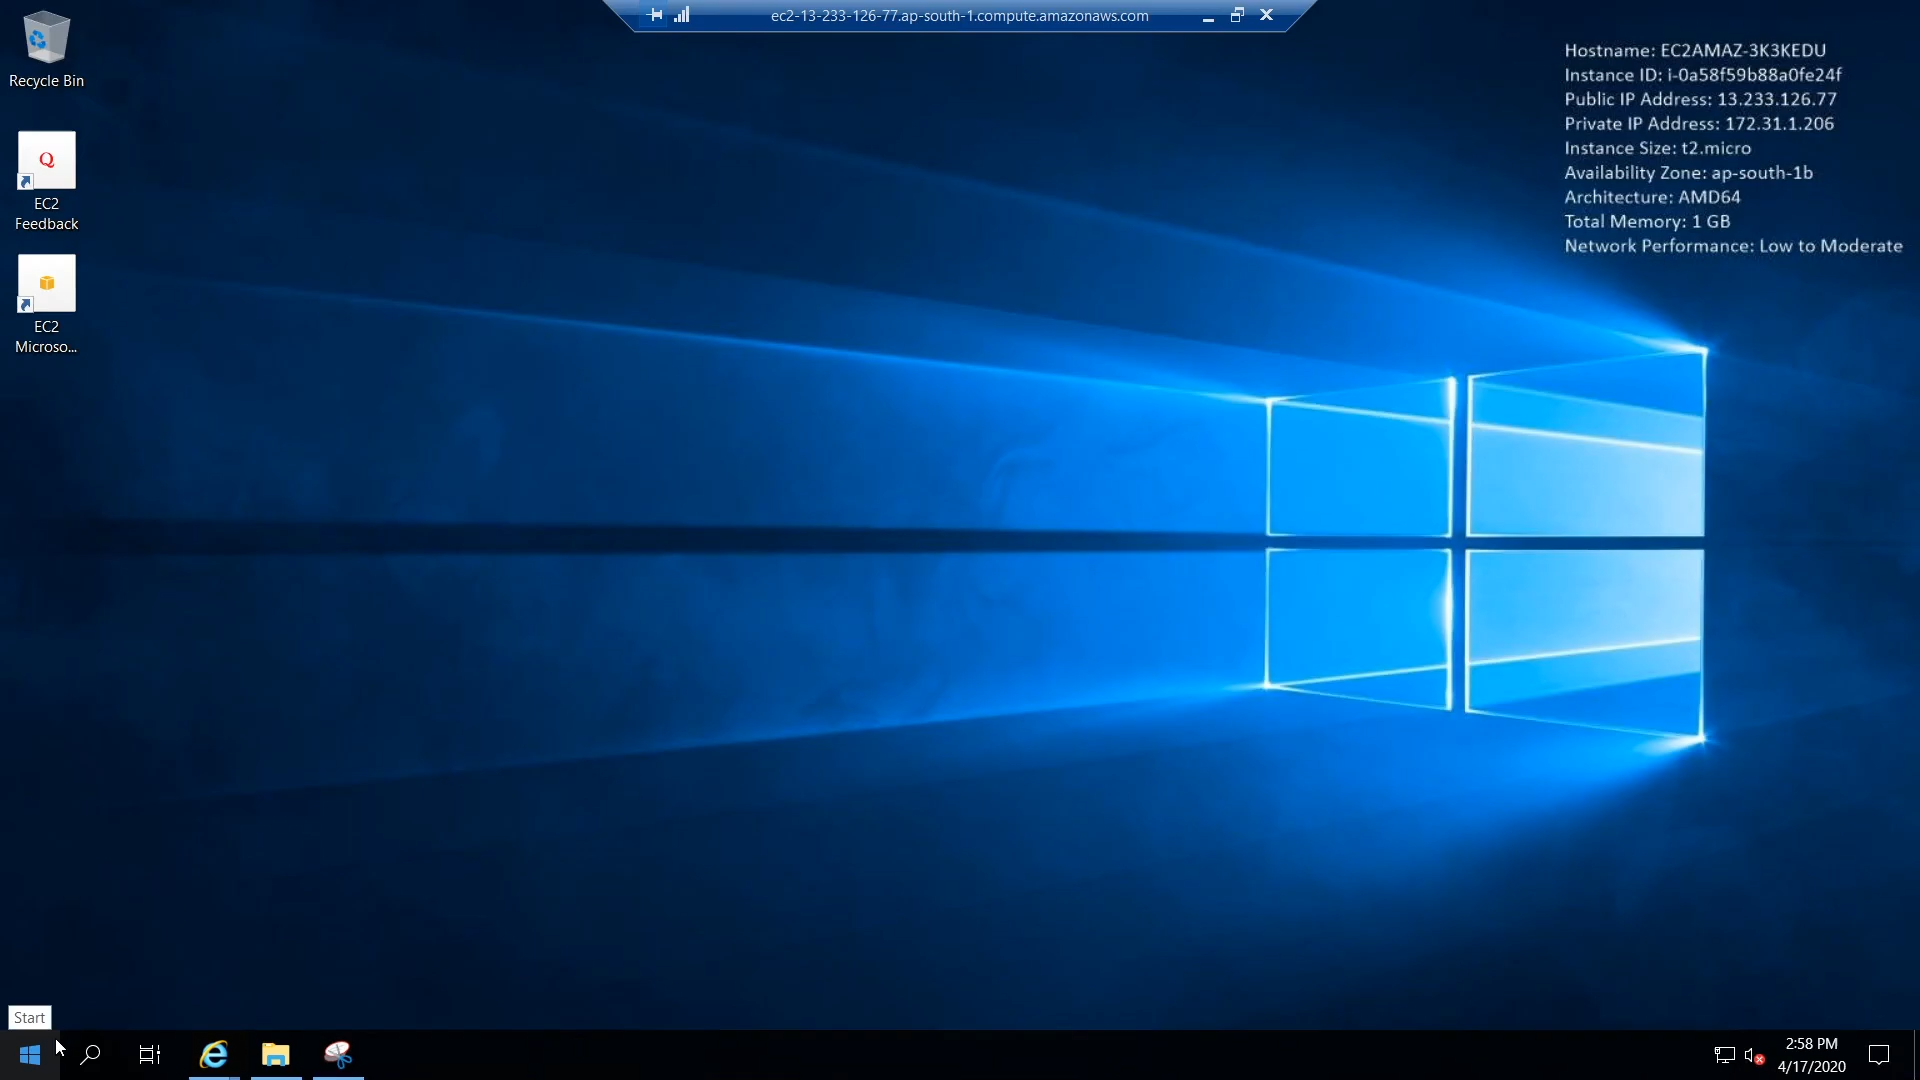 ec2-13-233-126-77.ap-south-1.compute.amazonaws.com
Recycle Bin
EC2
Feedback
EC2
Microso...
Hostname: EC2AMAZ-3K3KEDU
Instance ID: i-0a58f59b88a0fe24f
Public IP Address: 13.233.126.77
Private IP Address: 172.31.1.206
Instance Size: t2.micro
Availability Zone: ap-south-1b
Architecture: AMD64
Total Memory: 1 GB
Network Performance: Low to Moderate
Start
2:58 PM
4/17/2020